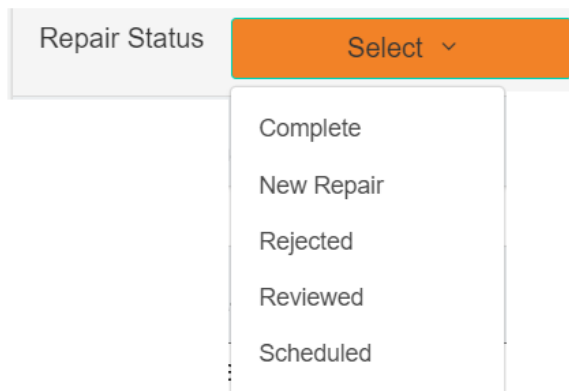 Repair Status
Select
Complete
New Repair
Rejected
Reviewed
Scheduled